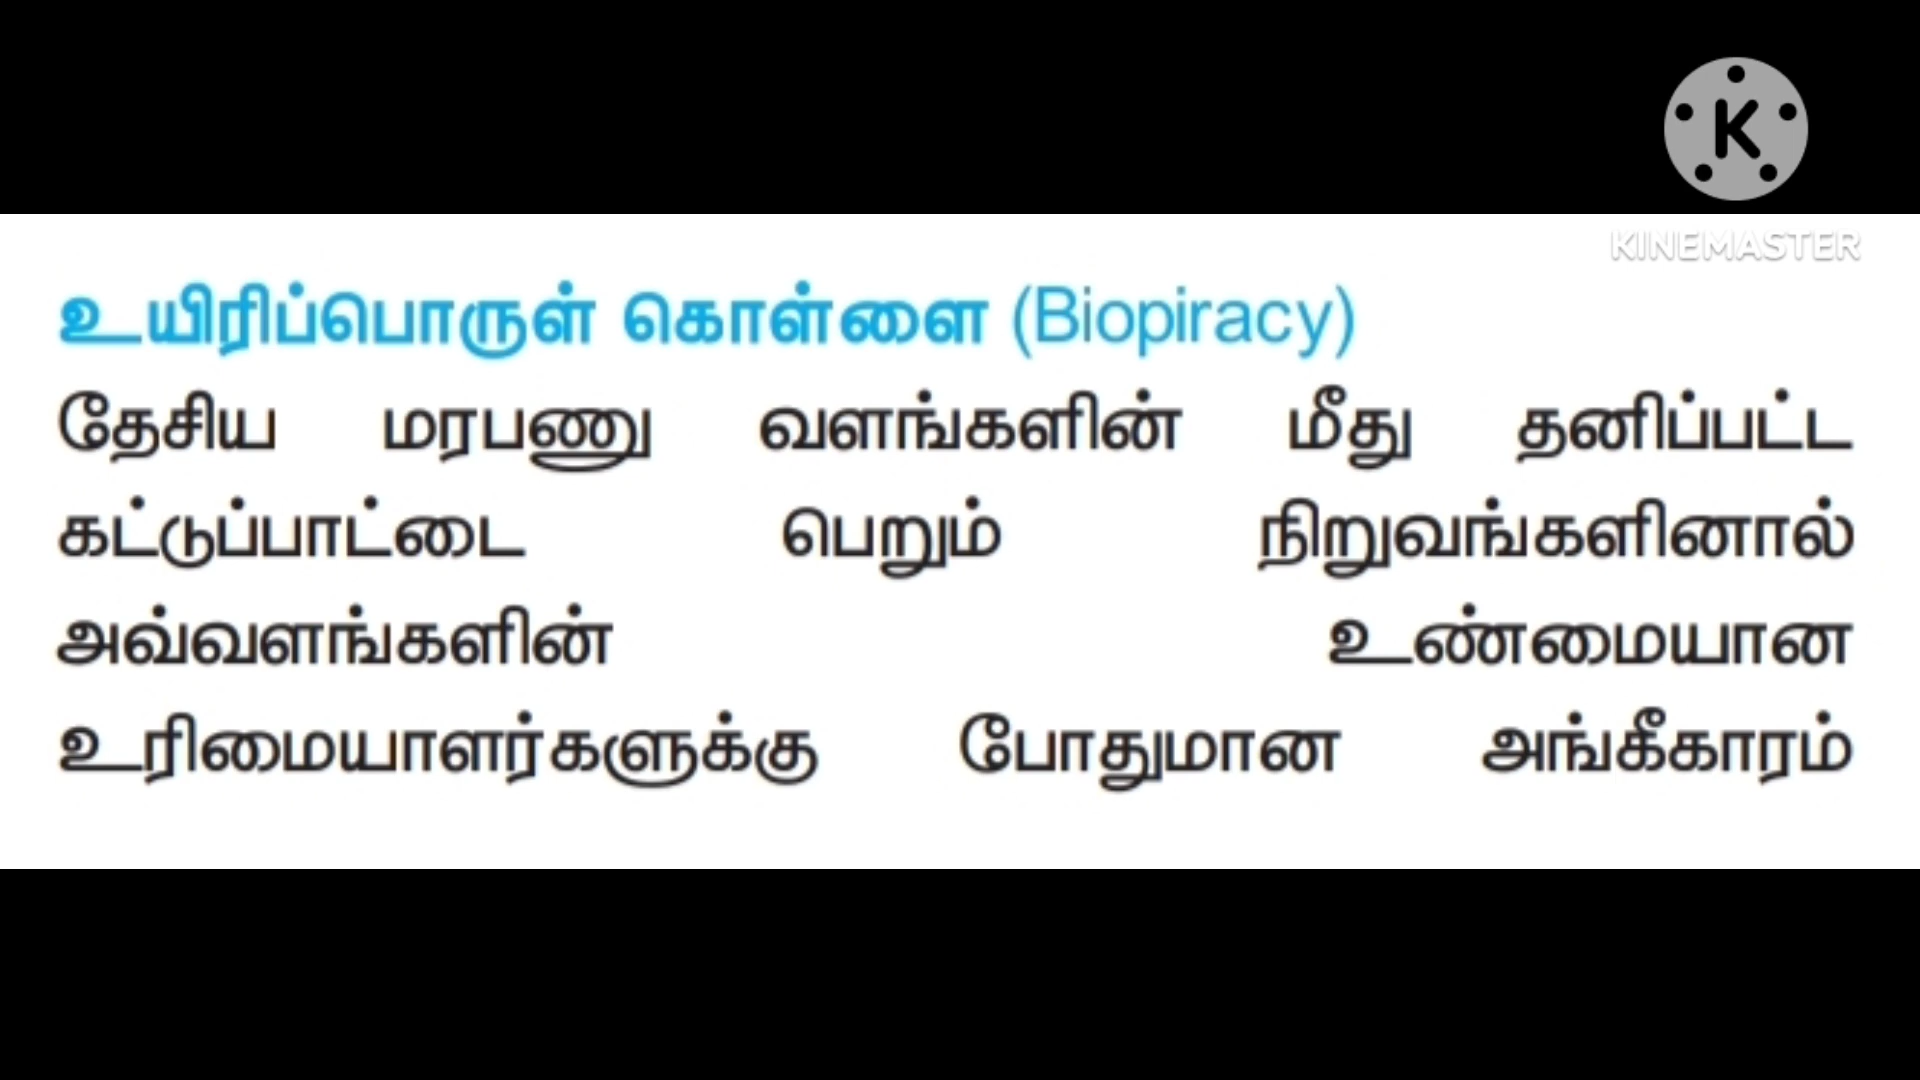 K
KINEMASTER
உயிரிப்பொருள் கொள்ளை (Biopiracy)
தேசிய மரபணு வளங்களின் மீது தனிப்பட்ட
கட்டுப்பாட்டை பெறும் நிறுவங்களினால்
அவ்வளங்களின் உண்மையான
உரிமையாளர்களுக்கு போதுமான அங்கீகாரம்